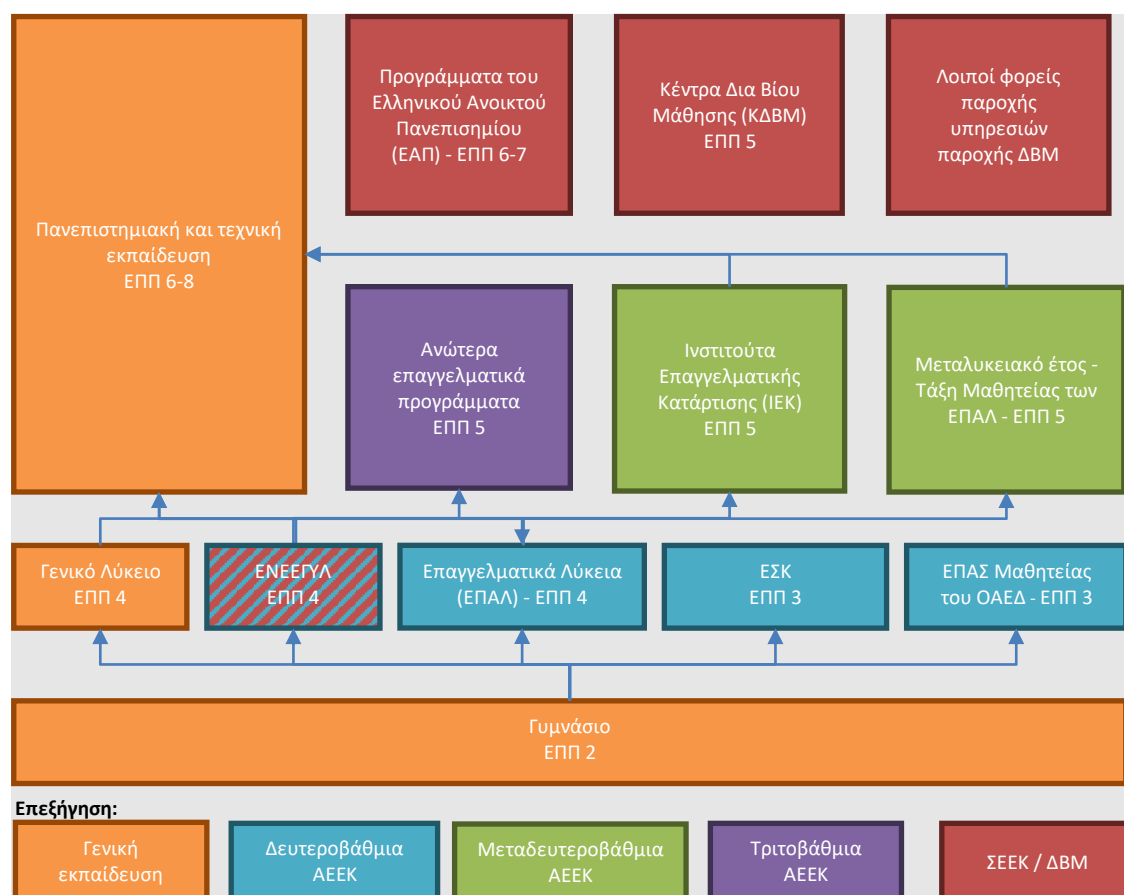 Προγράμματα του
Ελληνικού Ανοικτού
Πανεπισημίου
(ΕΑΠ) - ΕΠΠ 6-7
Κέντρα Δια Βίου
Μάθησης (ΚΔΒΜ)
ΕΠΠ 5
Λοιποί φορείς
παροχής
υπηρεσιών
παροχής ΔΒΜ
Πανεπιστημιακή και τεχνική
εκπαίδευση
ΕΠΠ 6-8
Ανώτερα
επαγγελματικά
προγράμματα
ΕΠΠ 5
Ινστιτούτα
Επαγγελματικής
Κατάρτισης (ΙΕΚ)
ΕΠΠ 5
Μεταλυκειακό έτος -
Τάξη Μαθητείας των
ΕΠΑΛ - ΕΠΠ 5
Γενικό Λύκειο
ΕΠΠ 4
ΕΝΕΕΓΥΛ
ΕΠΠ 4
Επαγγελματικά Λύκεια
(ΕΠΑΛ) - ΕΠΠ 4
ΕΣΚ
ΕΠΠ 3
ΕΠΑΣ Μαθητείας
του ΟΑΕΔ - ΕΠΠ 3
Γυμνάσιο
ΕΠΠ 2
Επεξήγηση:
Γενική
εκπαίδευση
Δευτεροβάθμια
ΑΕΕΚ
Μεταδευτεροβάθμια
ΑΕΕΚ
Τριτοβάθμια
ΑΕΕΚ
ΣΕΕΚ / ΔΒΜ